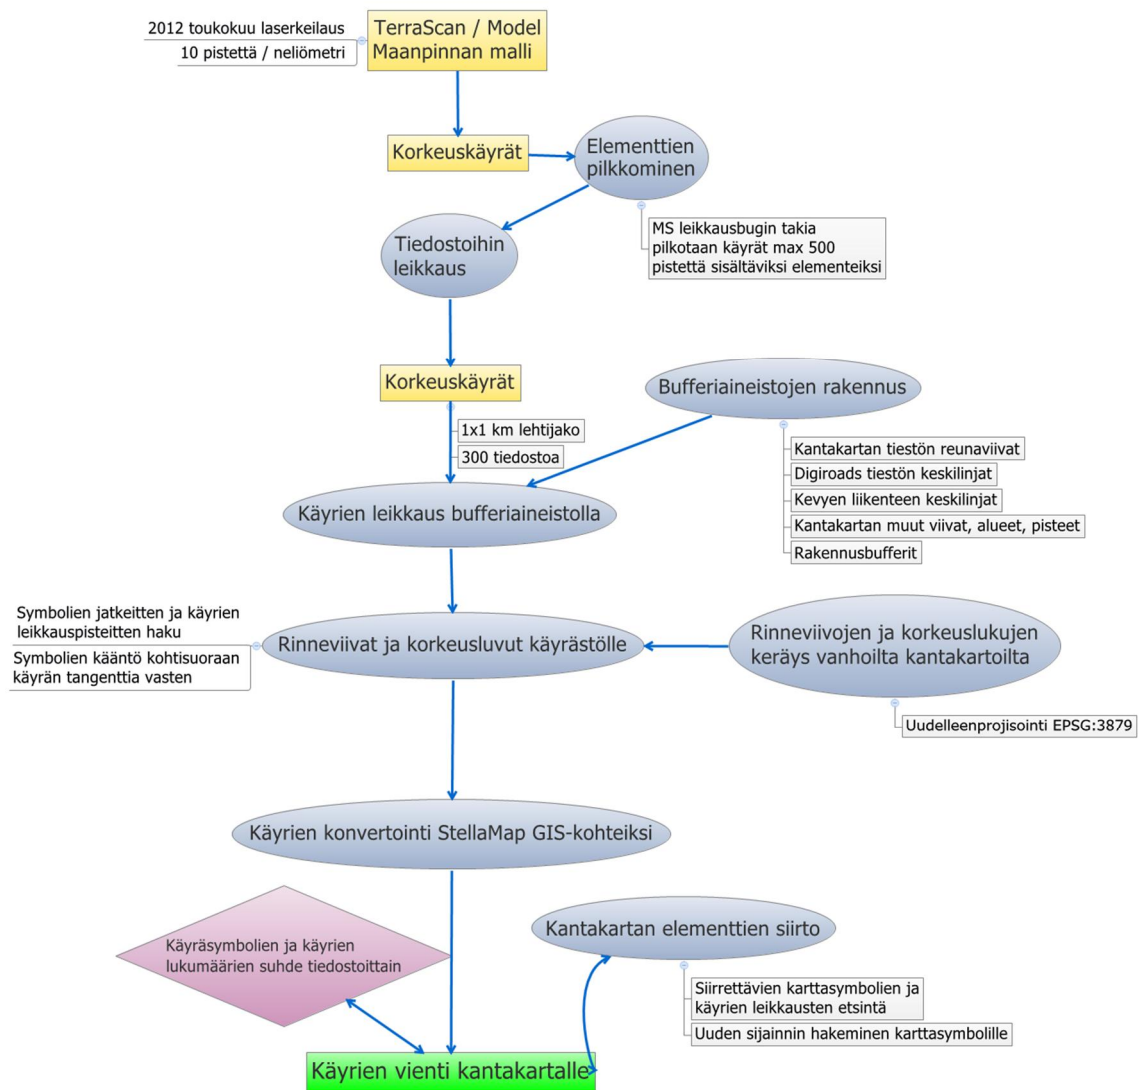 2012 toukokuu laserkeilaus
10 pistettä / neliömetri
TerraScan / Model
Maanpinnan malli
Korkeuskäyrät
Elementtien
pilkkominen
MS leikkausbugin takia
pilkotaan käyrät max 500
pistettä sisältäviksi elementeiksi
Tiedostoihin
leikkaus
Korkeuskäyrät
1x1 km lehtijako
300 tiedostoa
Bufferiaineistojen rakennus
Kantakartan tiestön reunaviivat
Digiroads tiestön keskilinjat
Kevyen liikenteen keskilinjat
Kantakartan muut viivat, alueet, pisteet
Rakennusbufferit
Käyrien leikkaus bufferiaineistolla
Symbolien jatkeitten ja käyrien
leikkauspisteitten haku
Symbolien kääntö kohtisuoraan
käyrän tangenttia vasten
Rinneviivat ja korkeusluvut käyrästölle
Rinneviivojen ja korkeuslukujen
keräys vanhoilta kantakartoilta
Uudelleenprojisointi EPSG:3879
Käyrien konvertointi StellaMap GIS-kohteiksi
Käyräsymbolien ja käyrien
lukumäärien suhde tiedostoittain
Kantakartan elementtien siirto
Siirrettävien karttasymbolien ja
käyrien leikkausten etsintä
Uuden sijainnin hakeminen karttasymbolille
Käyrien vienti kantakartalle